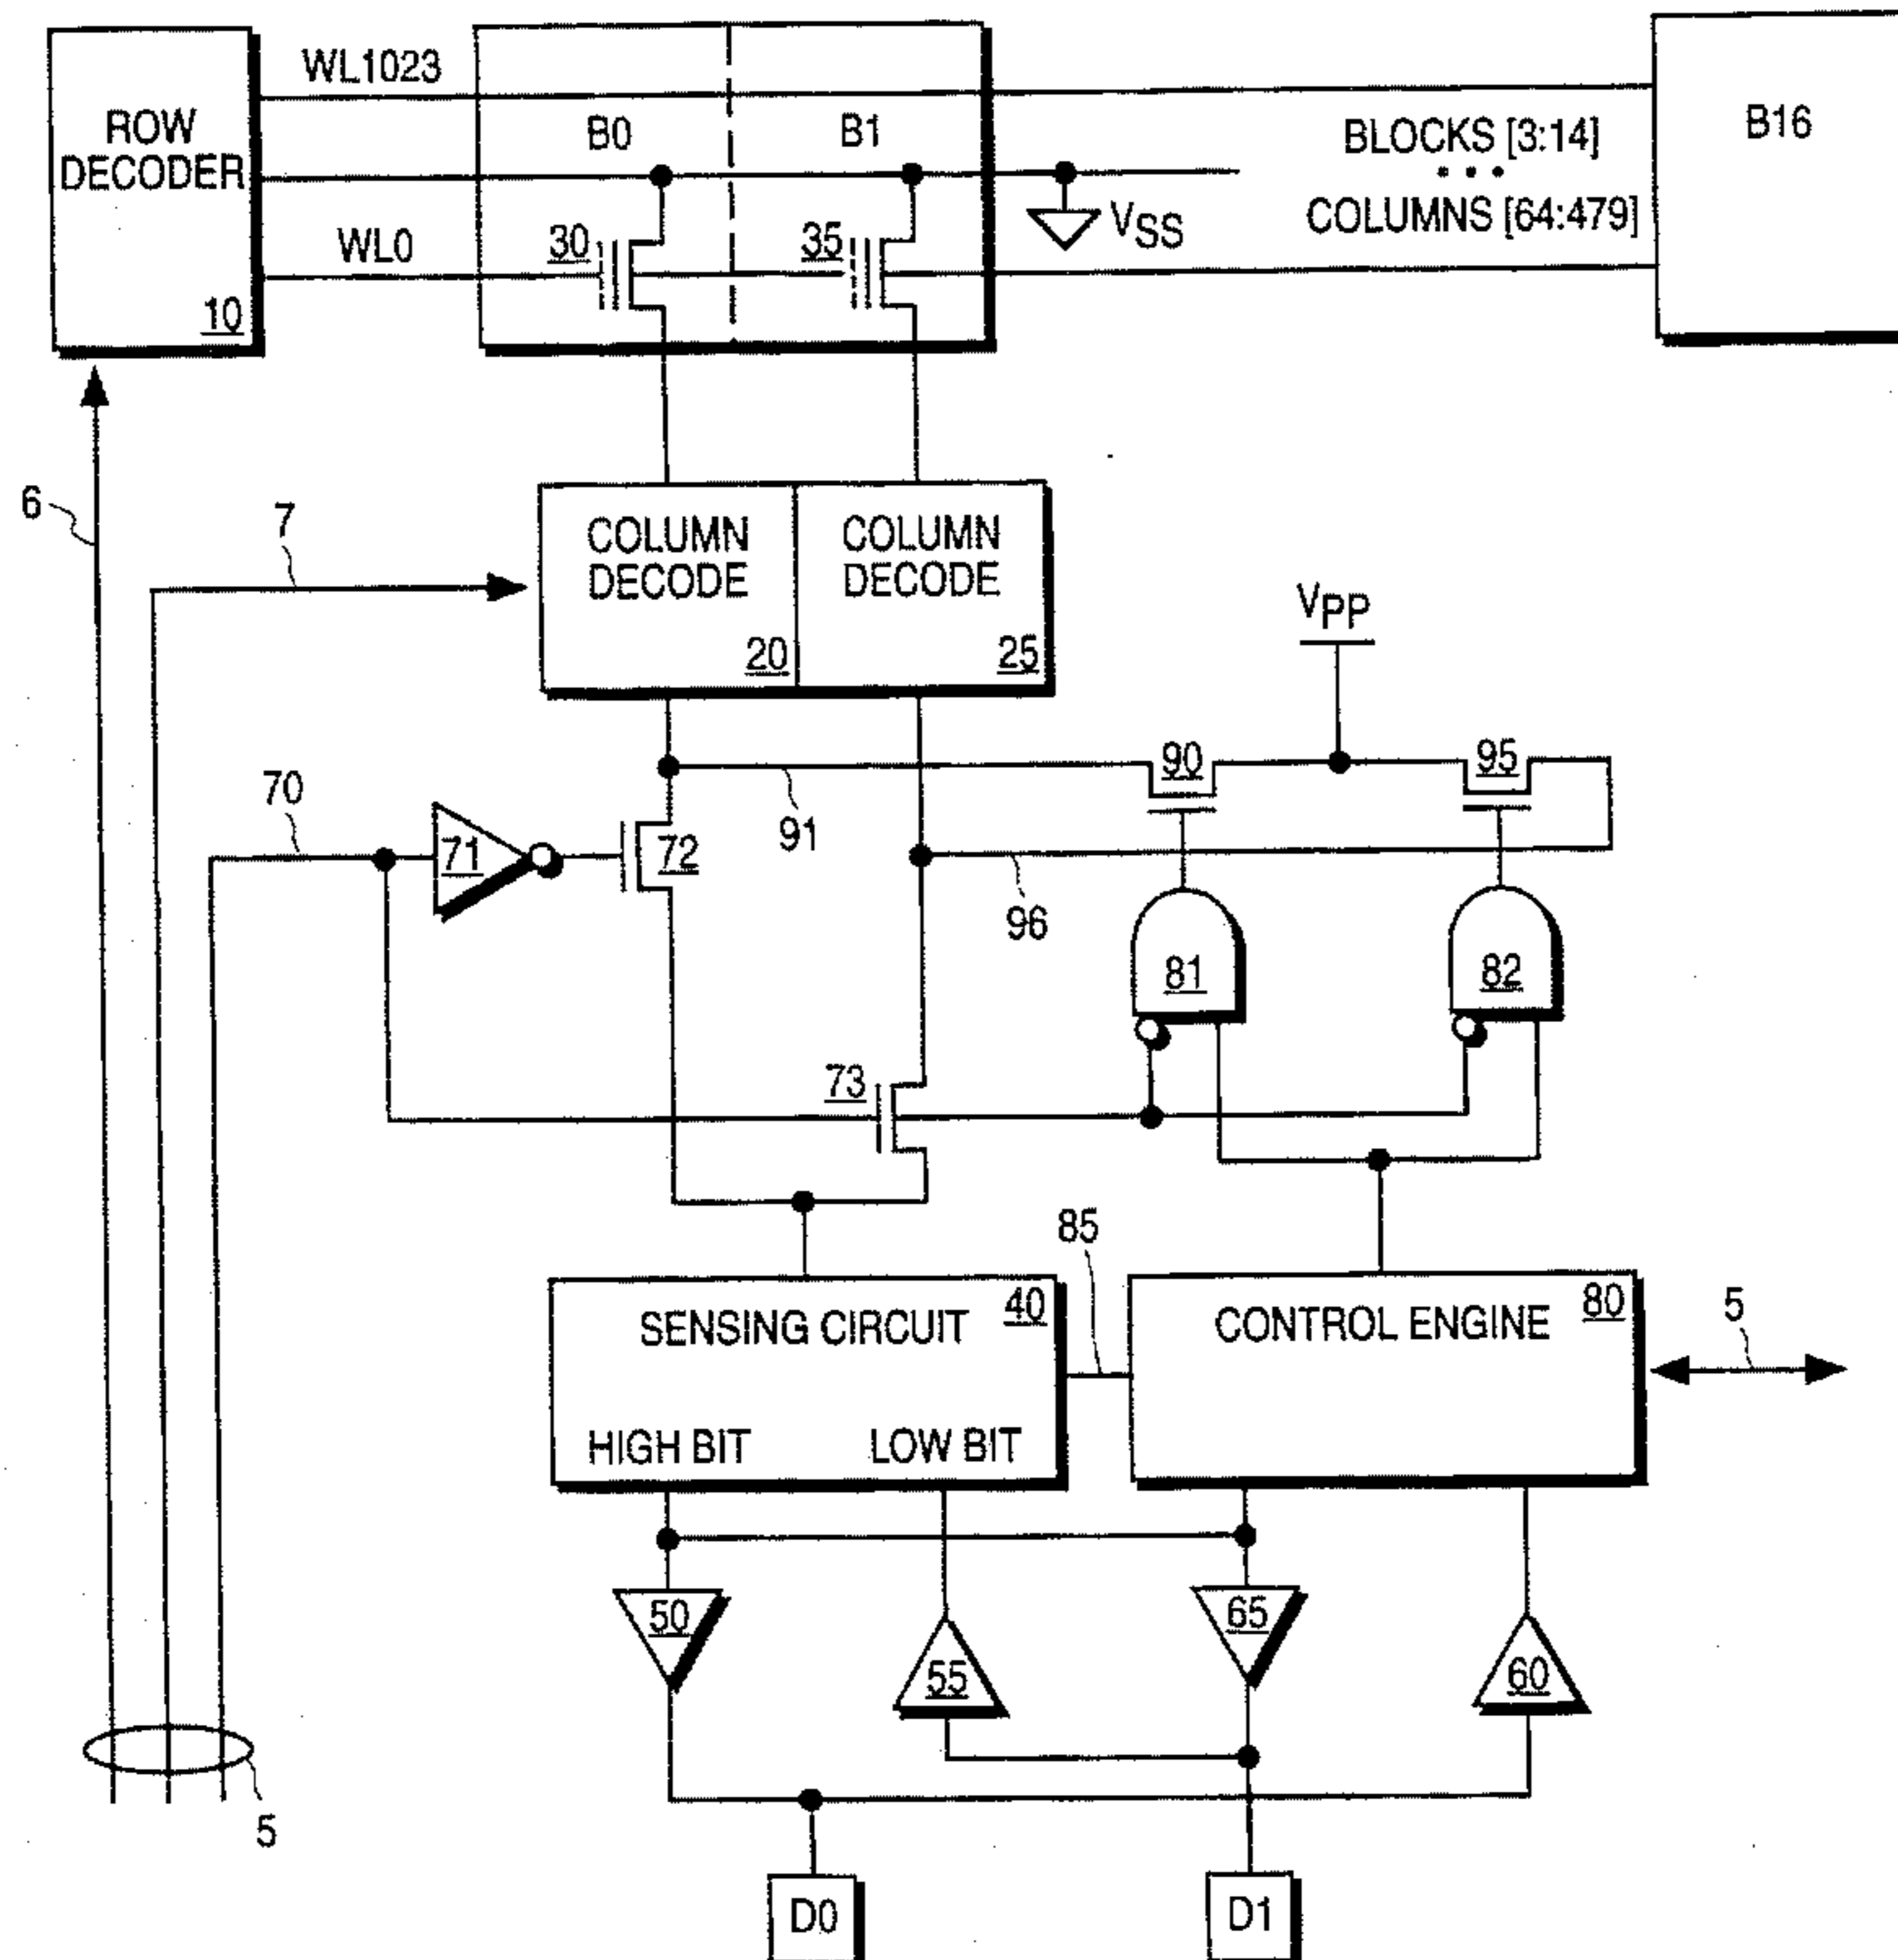 WL1023
ROW
DECODER
10
WL0
B0
B1
30
35
VSS
BLOCKS [3:14]
•••
COLUMNS [64:479]
B16
6
7
COLUMN
DECODE
20
COLUMN
DECODE
25
VPP
70
71
72
91
90
95
96
81
82
73
85
SENSING CIRCUIT
40
HIGH BIT
LOW BIT
CONTROL ENGINE
80
5
50
55
65
60
5
D0
D1